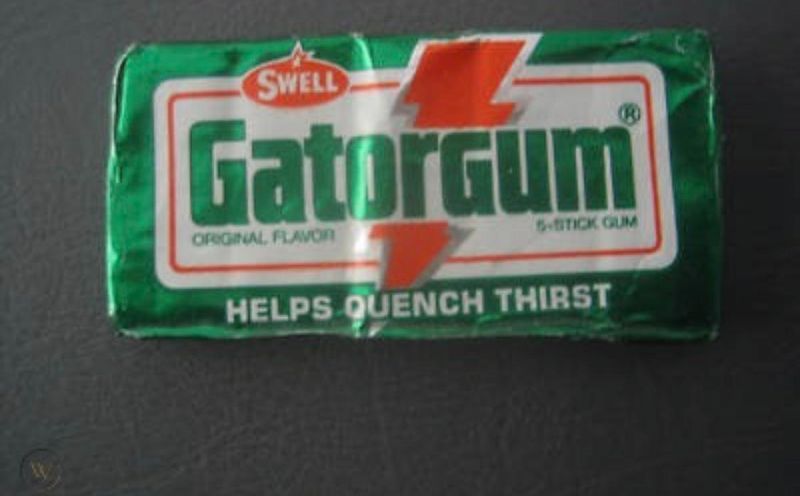 SWELL
GatorGum®
ORIGINAL FLAVOR
5-STICK GUM
HELPS QUENCH THIRST
W